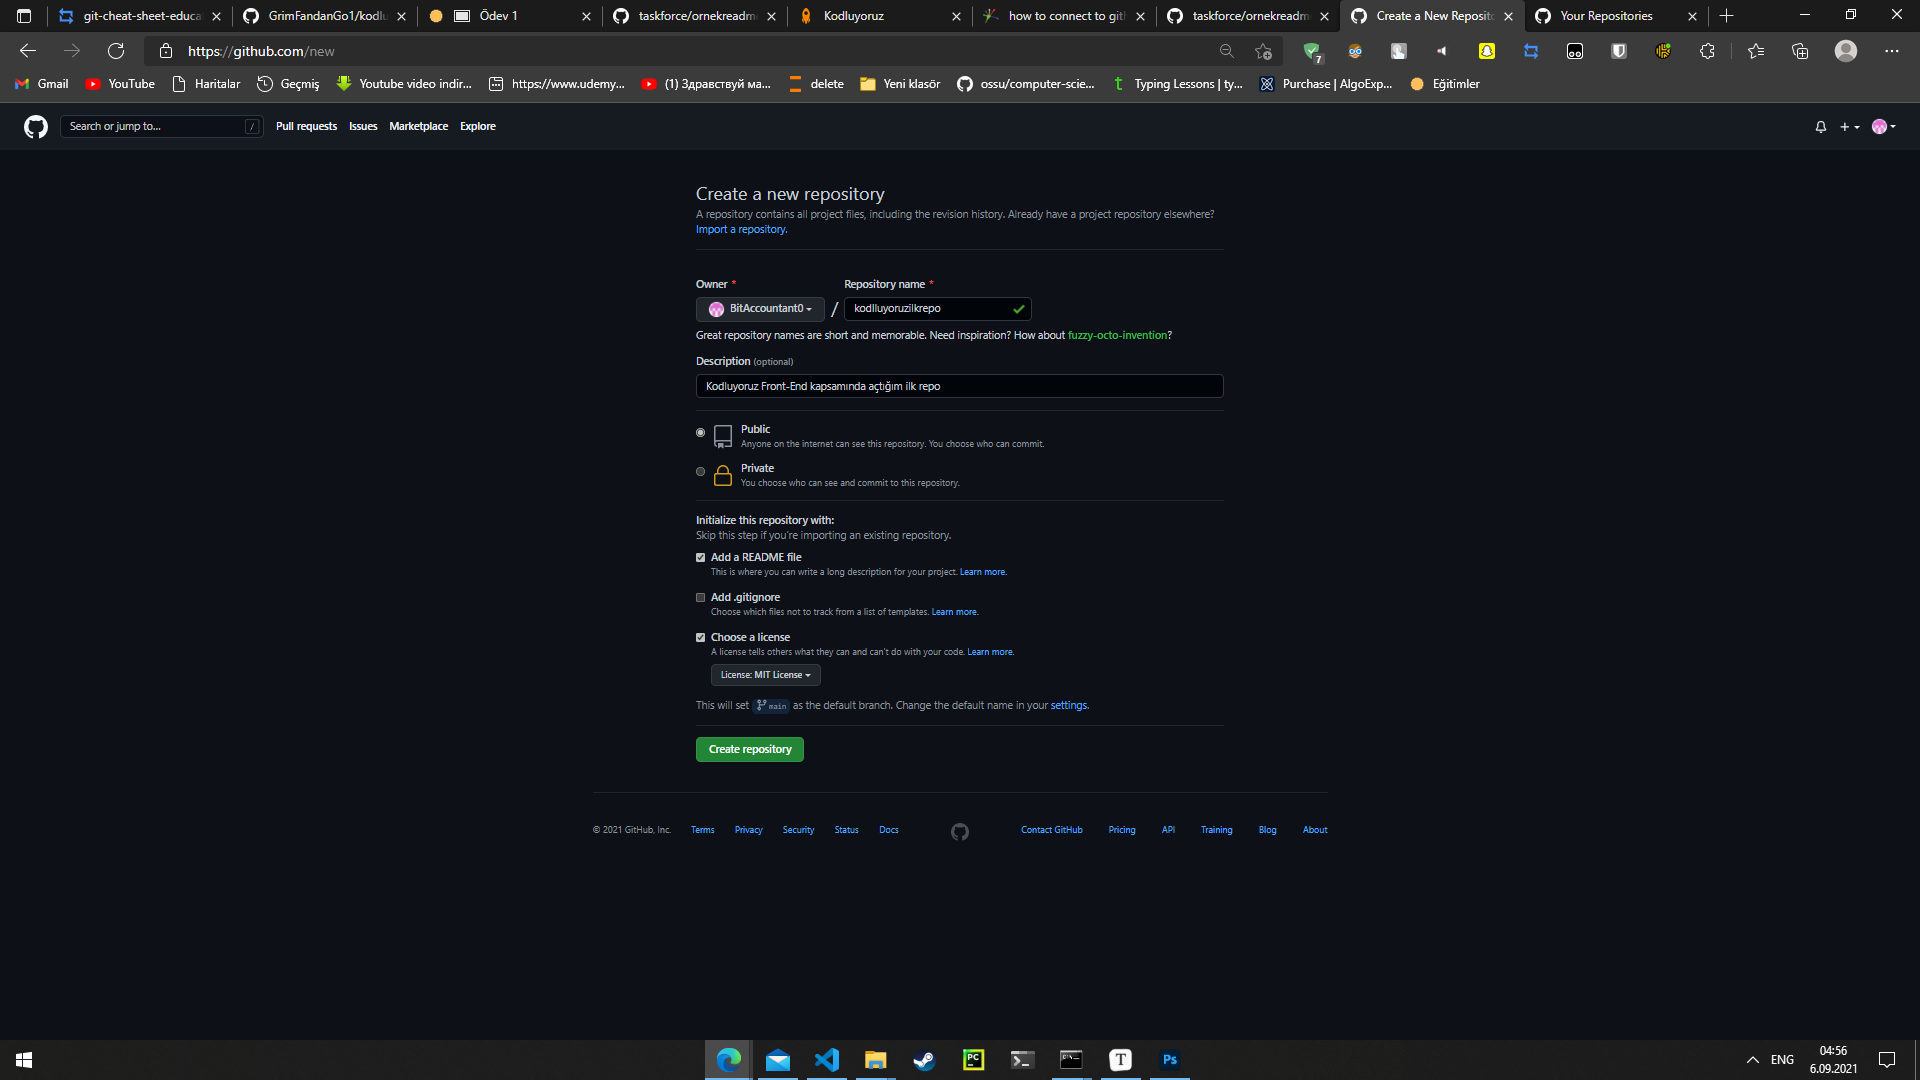 git-cheat-sheet-educa
GrimFandanGo1/kodlu
Ödev 1
taskforce/ornekreadme
Kodluyoruz
how to connect to gith
taskforce/ornekreadme
Create a New Reposito
Your Repositories
https://github.com/new
7
Gmail
YouTube
Haritalar
Geçmiş
Youtube video indir...
https://www.udemy...
(1) Здравствуй ма...
delete
Yeni klasör
ossu/computer-scie...
Typing Lessons | ty...
Purchase | AlgoExp...
Eğitimler
Search or jump to...
/
Pull requests
Issues
Marketplace
Explore
Create a new repository
A repository contains all project files, including the revision history. Already have a project repository elsewhere?
Import a repository.
Owner *
Repository name *
BitAccountant0
/
kodlluyoruzilkrepo
Great repository names are short and memorable. Need inspiration? How about fuzzy-octo-invention?
Description (optional)
Kodluyoruz Front-End kapsamında açtığım ilk repo
Public
Anyone on the internet can see this repository. You choose who can commit.
Private
You choose who can see and commit to this repository.
Initialize this repository with:
Skip this step if you're importing an existing repository.
Add a README file
This is where you can write a long description for your project. Learn more.
Add .gitignore
Choose which files not to track from a list of templates. Learn more.
Choose a license
A license tells others what they can and can't do with your code. Learn more.
License: MIT License
This will set main as the default branch. Change the default name in your settings.
Create repository
© 2021 GitHub, Inc.
Terms
Privacy
Security
Status
Docs
Contact GitHub
Pricing
API
Training
Blog
About
PC
T
Ps
ENG
04:56
6.09.2021